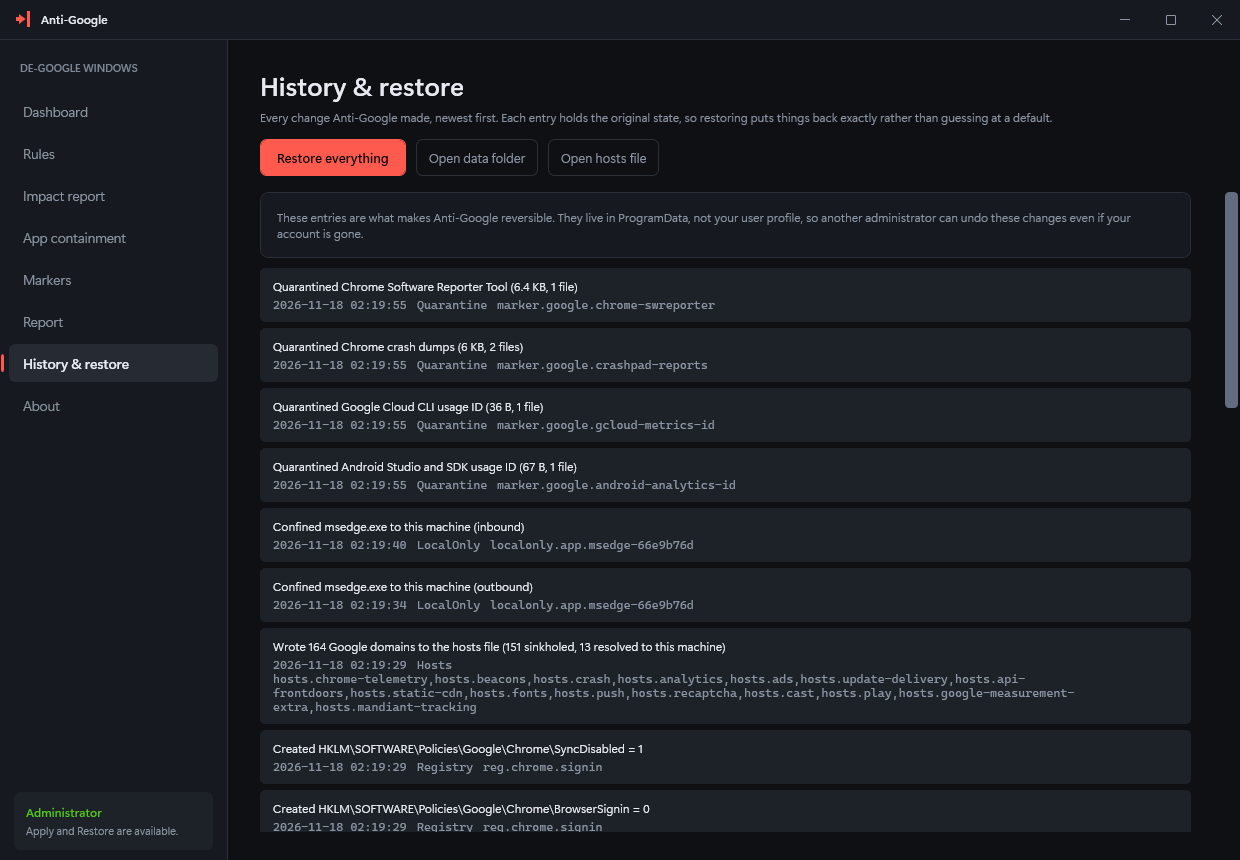 Anti-Google
DE-GOOGLE WINDOWS
Dashboard
Rules
Impact report
App containment
Markers
Report
History & restore
About
Administrator
Apply and Restore are available.
History & restore
Every change Anti-Google made, newest first. Each entry holds the original state, so restoring puts things back exactly rather than guessing at a default.
Restore everything
Open data folder
Open hosts file
These entries are what makes Anti-Google reversible. They live in ProgramData, not your user profile, so another administrator can undo these changes even if your
account is gone.
Quarantined Chrome Software Reporter Tool (6.4 KB, 1 file)
2026-11-18 02:19:55 Quarantine marker.google.chrome-swreporter
Quarantined Chrome crash dumps (6 KB, 2 files)
2026-11-18 02:19:55 Quarantine marker.google.crashpad-reports
Quarantined Google Cloud CLI usage ID (36 B, 1 file)
2026-11-18 02:19:55 Quarantine marker.google.gcloud-metrics-id
Quarantined Android Studio and SDK usage ID (67 B, 1 file)
2026-11-18 02:19:55 Quarantine marker.google.android-analytics-id
Confined msedge.exe to this machine (inbound)
2026-11-18 02:19:40 LocalOnly localonly.app.msedge-66e9b76d
Confined msedge.exe to this machine (outbound)
2026-11-18 02:19:34 LocalOnly localonly.app.msedge-66e9b76d
Wrote 164 Google domains to the hosts file (151 sinkholed, 13 resolved to this machine)
2026-11-18 02:19:29 Hosts
hosts.chrome-telemetry,hosts.beacons,hosts.crash,hosts.analytics,hosts.ads,hosts.update-delivery,hosts.api-
frontdoors,hosts.static-cdn,hosts.fonts,hosts.push,hosts.recaptcha,hosts.cast,hosts.play,hosts.google-measurement-
extra,hosts.mandiant-tracking
Created HKLM\SOFTWARE\Policies\Google\Chrome\SyncDisabled = 1
2026-11-18 02:19:29 Registry reg.chrome.signin
Created HKLM\SOFTWARE\Policies\Google\Chrome\BrowserSignin = 0
2026-11-18 02:19:29 Registry reg.chrome.signin